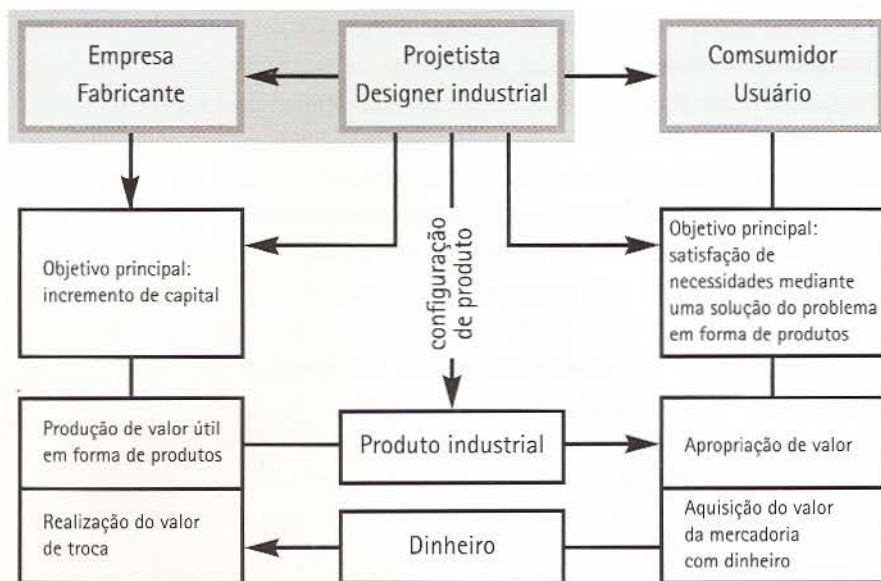 Empresa
Fabricante
Projetista
Designer industrial
Comsumidor
Usuário
Objetivo principal:
incremento de capital
configuração
de produto
Objetivo principal:
satisfação de
necessidades mediante
uma solução do problema
em forma de produtos
Produção de valor útil
em forma de produtos
Produto industrial
Apropriação de valor
Realização do valor
de troca
Dinheiro
Aquisição do valor
da mercadoria
com dinheiro